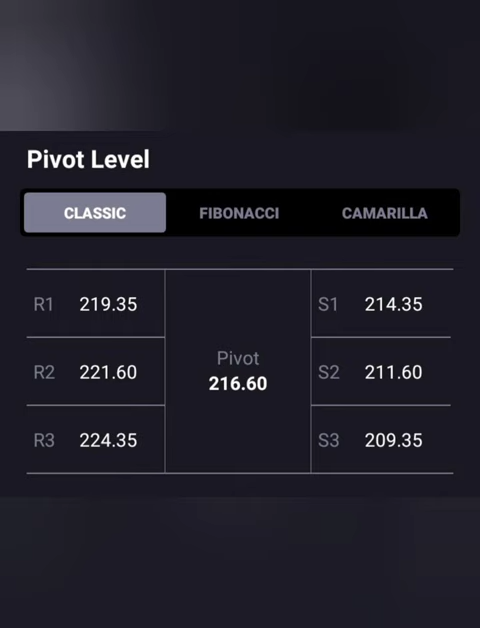 Pivot Level
CLASSIC FIBONACCI CAMARILLA
R1 219.35
R2 221.60
R3 224.35
Pivot
216.60
S1 214.35
S2 211.60
S3 209.35